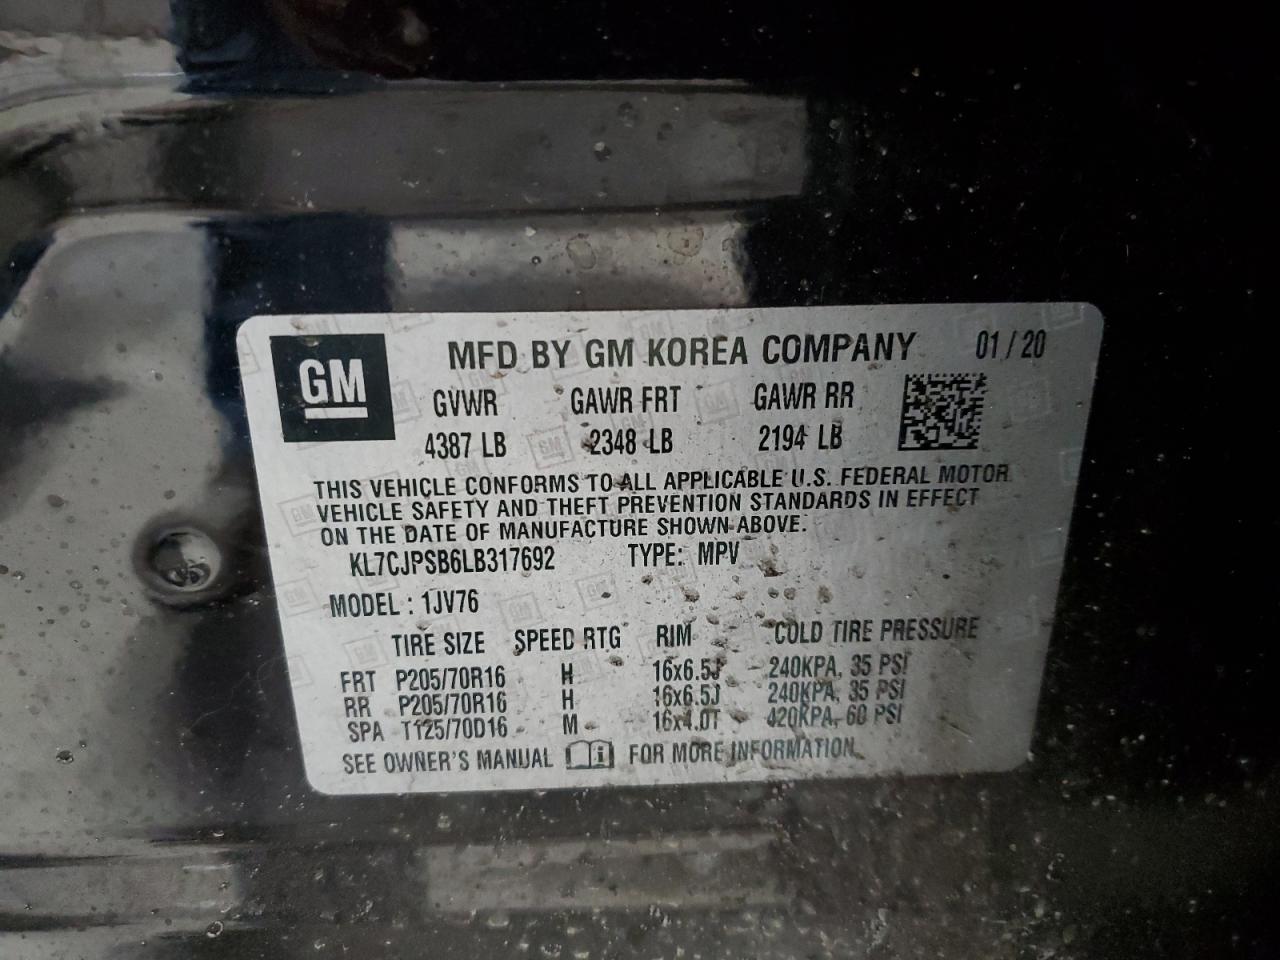 GM
MFD BY GM KOREA COMPANY 01/20
GVWR GAWR FRT GAWR RR
4387 LB 2348 LB 2194 LB
THIS VEHICLE CONFORMS TO ALL APPLICABLE U.S. FEDERAL MOTOR
VEHICLE SAFETY AND THEFT PREVENTION STANDARDS IN EFFECT
ON THE DATE OF MANUFACTURE SHOWN ABOVE.
KL7CJPSB6LB317692 TYPE: MPV
MODEL : 1JV76
TIRE SIZE SPEED RTG RIM COLD TIRE PRESSURE
FRT P205/70R16 H 16x6.5J 240KPA, 35 PSI
RR P205/70R16 H 16x6.5J 240KPA, 35 PSI
SPA T125/70D16 M 16x4.0T 420KPA, 60 PSI
SEE OWNER'S MANUAL FOR MORE INFORMATION.